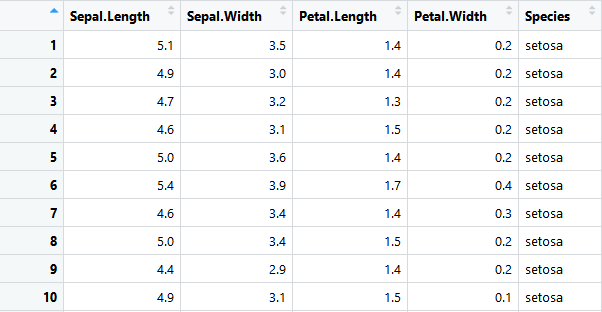 Sepal.Length Sepal.Width Petal.Length Petal.Width Species
1 5.1 3.5 1.4 0.2 setosa
2 4.9 3.0 1.4 0.2 setosa
3 4.7 3.2 1.3 0.2 setosa
4 4.6 3.1 1.5 0.2 setosa
5 5.0 3.6 1.4 0.2 setosa
6 5.4 3.9 1.7 0.4 setosa
7 4.6 3.4 1.4 0.3 setosa
8 5.0 3.4 1.5 0.2 setosa
9 4.4 2.9 1.4 0.2 setosa
10 4.9 3.1 1.5 0.1 setosa